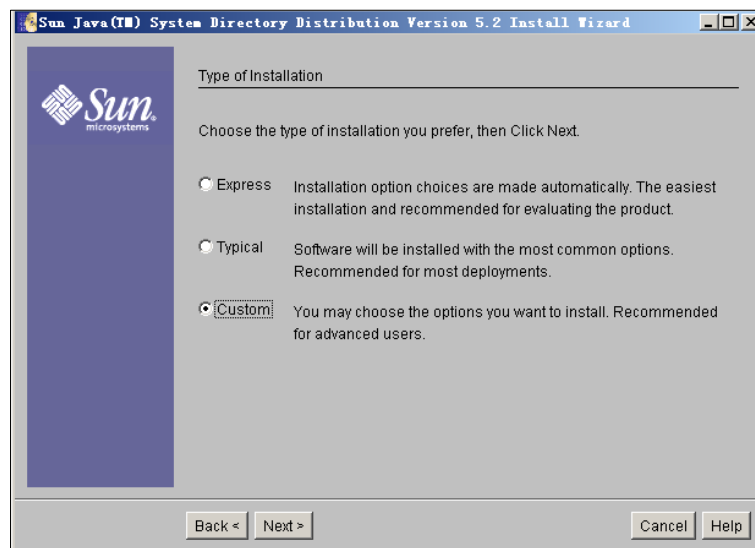 Sun Java(TM) System Directory Distribution Version 5.2 Install Wizard
Sun
microsystems
Type of Installation
Choose the type of installation you prefer, then Click Next.
Express
Installation option choices are made automatically. The easiest
installation and recommended for evaluating the product.
Typical
Software will be installed with the most common options.
Recommended for most deployments.
Custom
You may choose the options you want to install. Recommended
for advanced users.
Back <
Next >
Cancel
Help